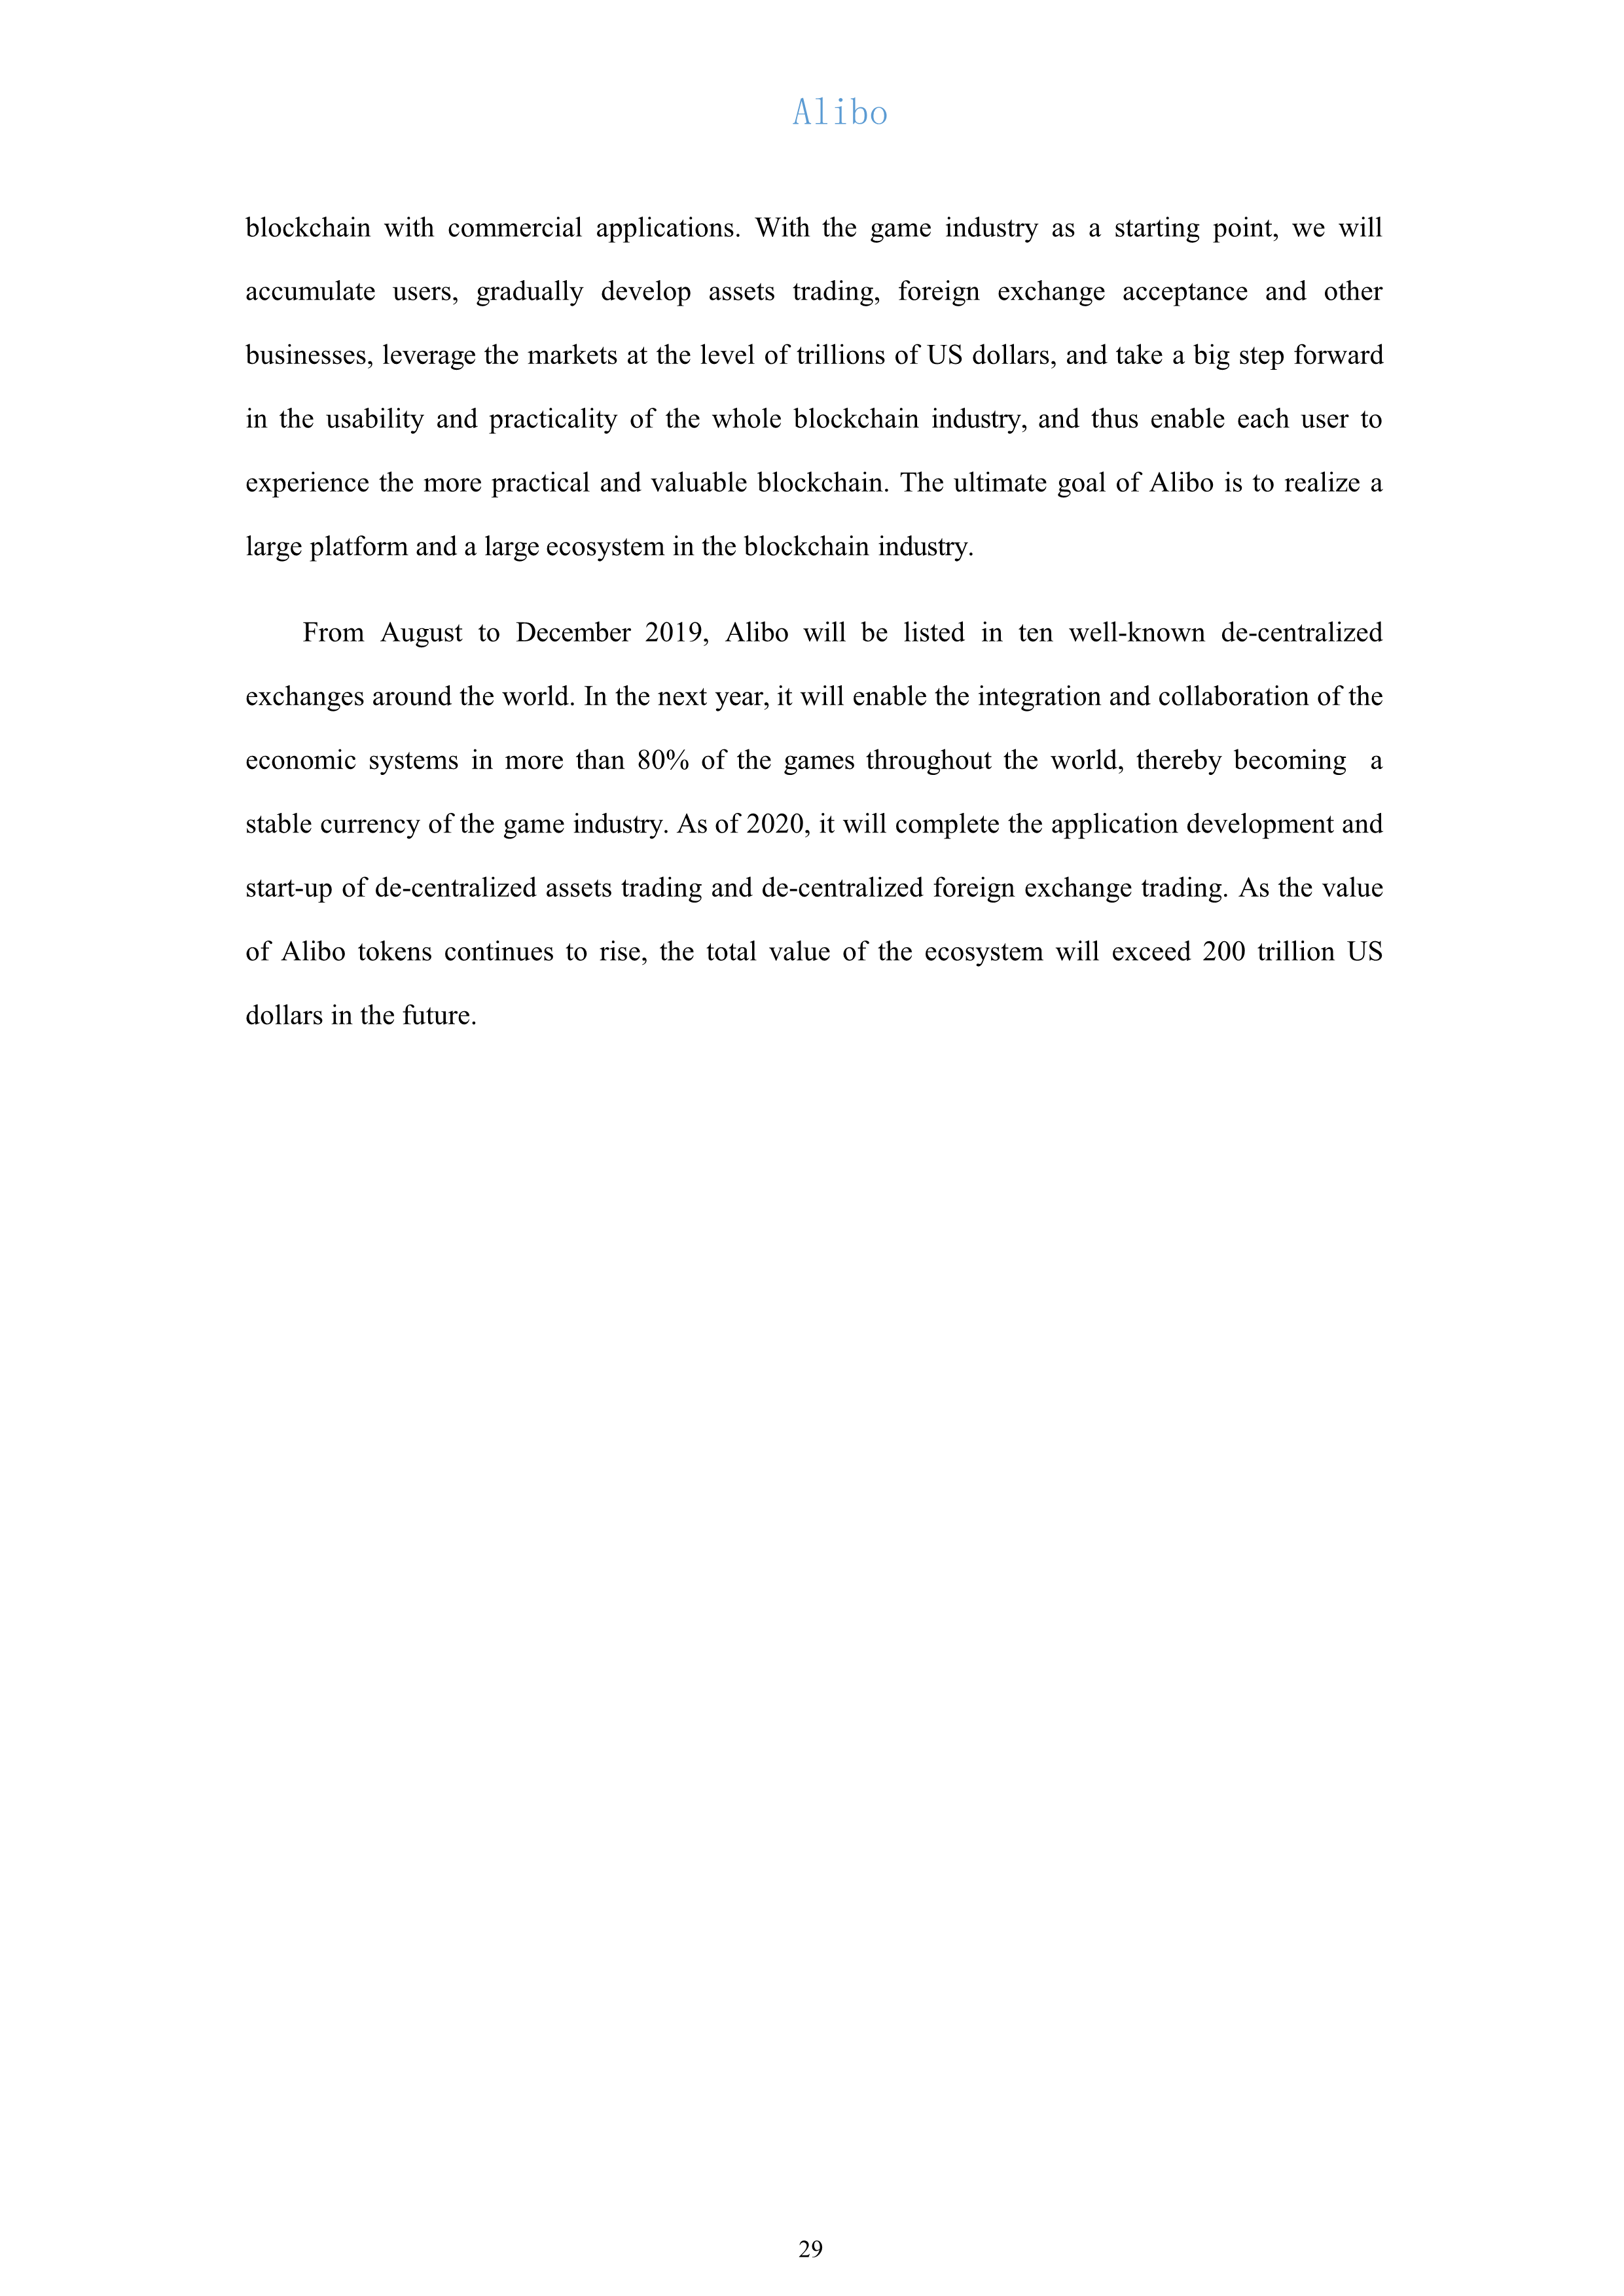 Alibo
blockchain with commercial applications. With the game industry as a starting point, we will
accumulate users, gradually develop assets trading, foreign exchange acceptance and other
businesses, leverage the markets at the level of trillions of US dollars, and take a big step forward
in the usability and practicality of the whole blockchain industry, and thus enable each user to
experience the more practical and valuable blockchain. The ultimate goal of Alibo is to realize a
large platform and a large ecosystem in the blockchain industry.
From August to December 2019, Alibo will be listed in ten well-known de-centralized
exchanges around the world. In the next year, it will enable the integration and collaboration of the
economic systems in more than 80% of the games throughout the world, thereby becoming a
stable currency of the game industry. As of 2020, it will complete the application development and
start-up of de-centralized assets trading and de-centralized foreign exchange trading. As the value
of Alibo tokens continues to rise, the total value of the ecosystem will exceed 200 trillion US
dollars in the future.
29